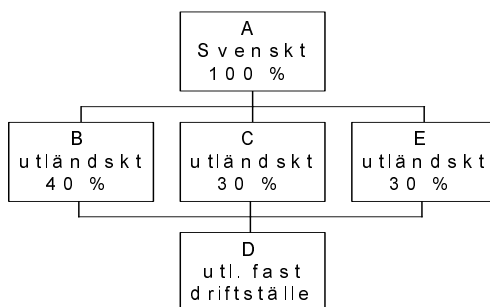 A
Svenskt
100 %
B
utländskt
40 %
C
utländskt
30 %
E
utländskt
30 %
D
utl. fast
driftställe